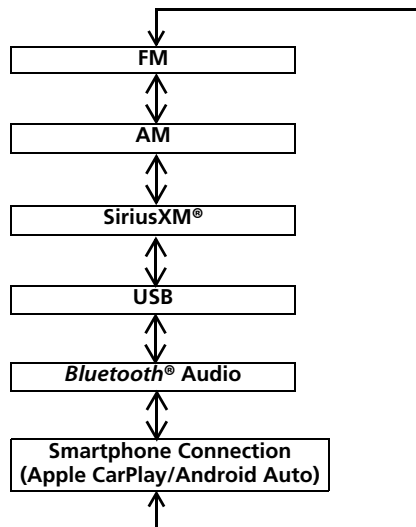 FM
AM
SiriusXM®
USB
Bluetooth® Audio
Smartphone Connection
(Apple CarPlay/Android Auto)